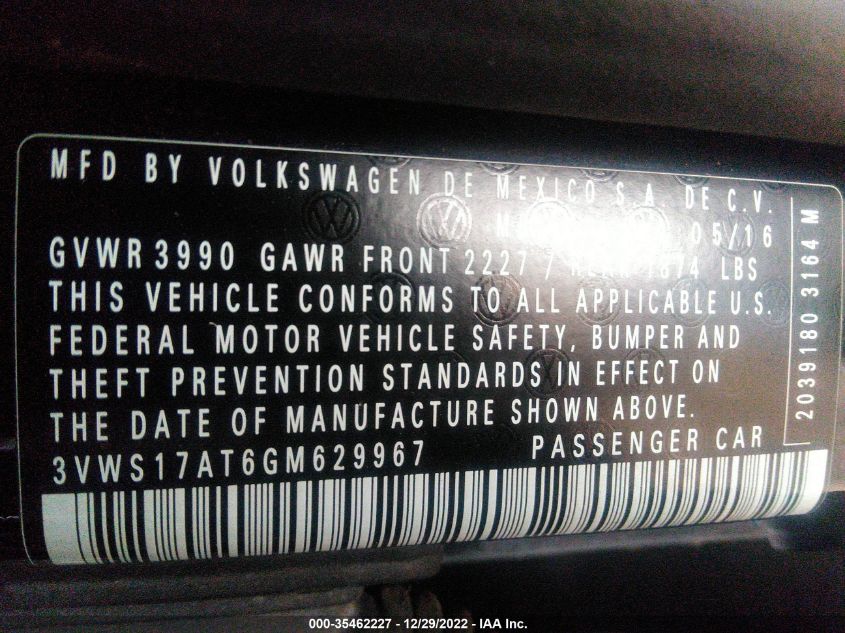 MFD BY VOLKSWAGEN DE MEXICO S.A. DE C.V.
05/16
GVWR 3990 GAWR FRONT 2227 / REAR 1874 LBS
THIS VEHICLE CONFORMS TO ALL APPLICABLE U.S.
FEDERAL MOTOR VEHICLE SAFETY, BUMPER AND
THEFT PREVENTION STANDARDS IN EFFECT ON
THE DATE OF MANUFACTURE SHOWN ABOVE.
3VWS17AT6GM629967 PASSENGER CAR
2039180 3164 M
000-35462227 - 12/29/2022 - IAA Inc.